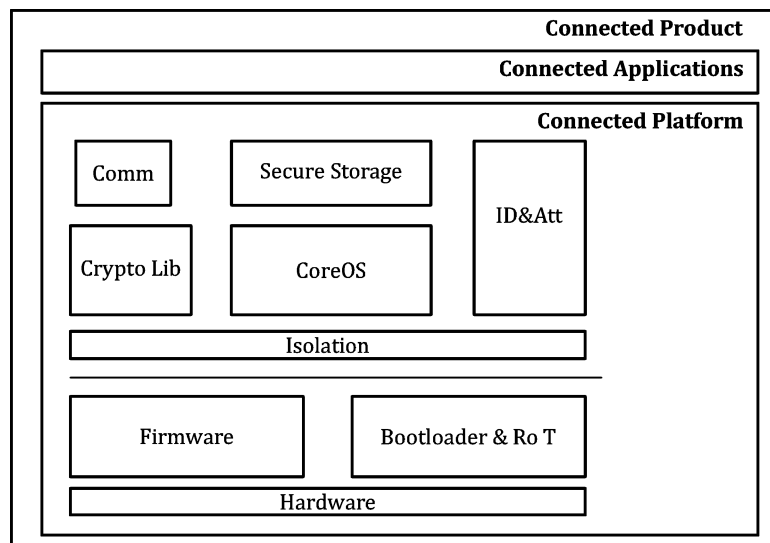 Connected Product
Connected Applications
Connected Platform
Comm
Secure Storage
ID&Att
Crypto Lib
CoreOS
Isolation
Firmware
Bootloader & Ro T
Hardware